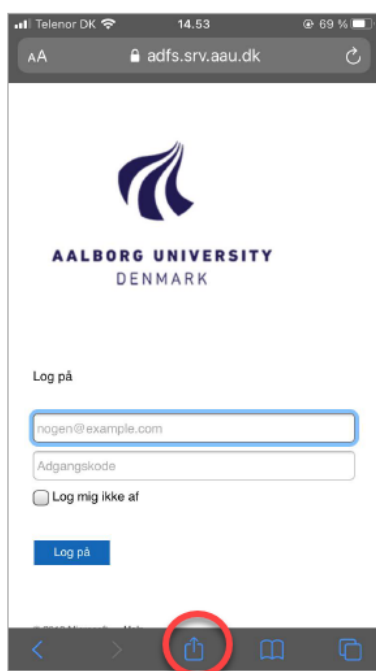 Telenor DK 14.53 69 %
AA adfs.srv.aau.dk
AALBORG UNIVERSITY
DENMARK
Log på
nogen@example.com
Adgangskode
Log mig ikke af
Log på